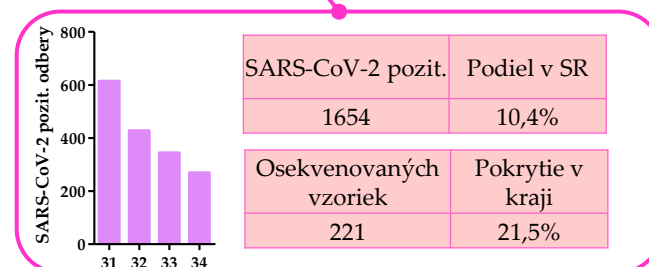 SARS-CoV-2 pozit. odbery
800
600
400
200
0
31 32 33 34
SARS-CoV-2 pozit. Podiel v SR
1654 10,4%
Osekvenovaných vzoriek Pokrytie v kraji
221 21,5%